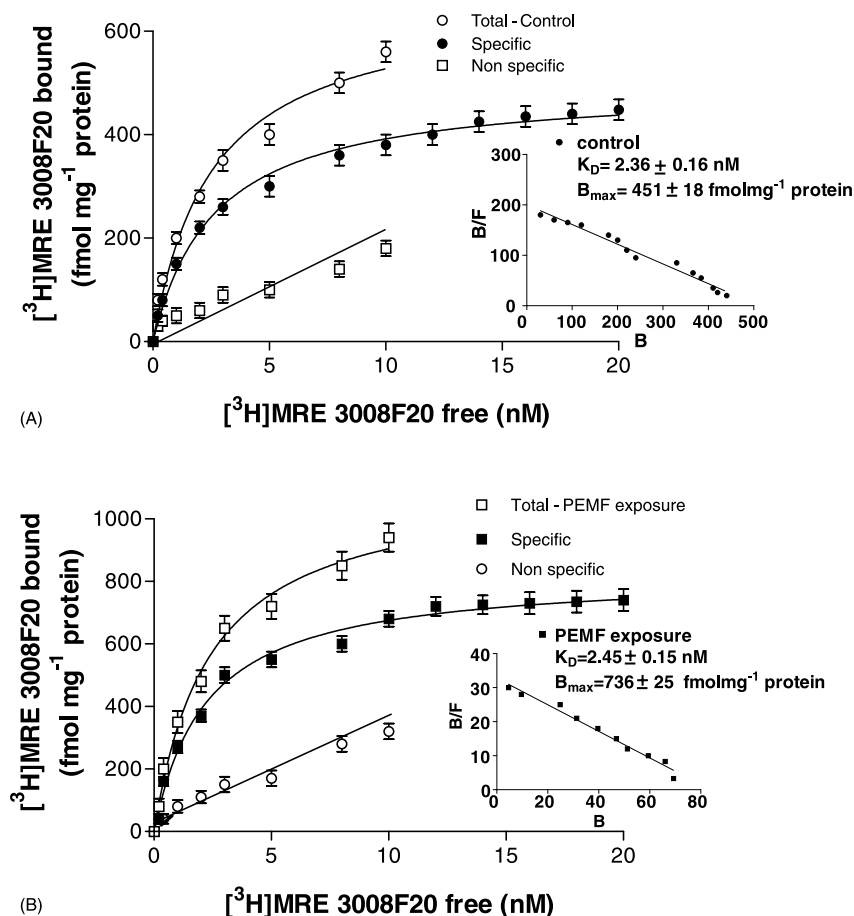 Total - Control
Specific
Non specific
[³H]MRE 3008F20 bound
(fmol mg⁻¹ protein)
600
400
200
0
0
5
10
15
20
[³H]MRE 3008F20 free (nM)
control
K_D= 2.36 ± 0.16 nM
B_max= 451 ± 18 fmolmg⁻¹ protein
B/F
300
200
100
0
0
100
200
300
400
500
B
(A)
Total - PEMF exposure
Specific
Non specific
[³H]MRE 3008F20 bound
(fmol mg⁻¹ protein)
1000
800
600
400
200
0
0
5
10
15
20
[³H]MRE 3008F20 free (nM)
PEMF exposure
K_D=2.45 ± 0.15 nM
B_max=736 ± 25 fmolmg⁻¹ protein
B/F
40
30
20
10
0
0
20
40
60
80
B
(B)